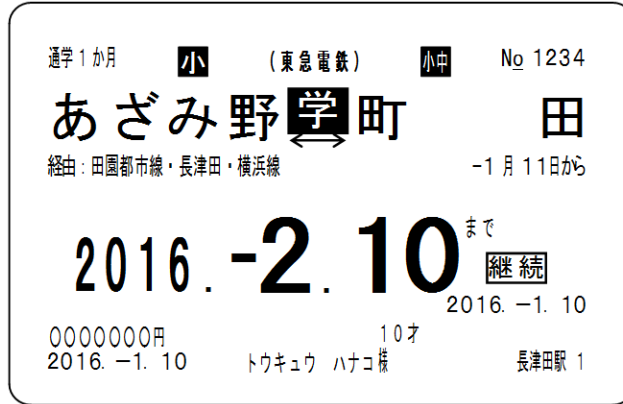 通学1か月 小 (東急電鉄) 小中 No 1234
あざみ野 学 町田
経由:田園都市線・長津田・横浜線 -1月11日から
2016.-2.10 まで
継続
2016.-1.10
0000000円 10才
2016.-1.10 トウキュウ ハナコ様 長津田駅 1